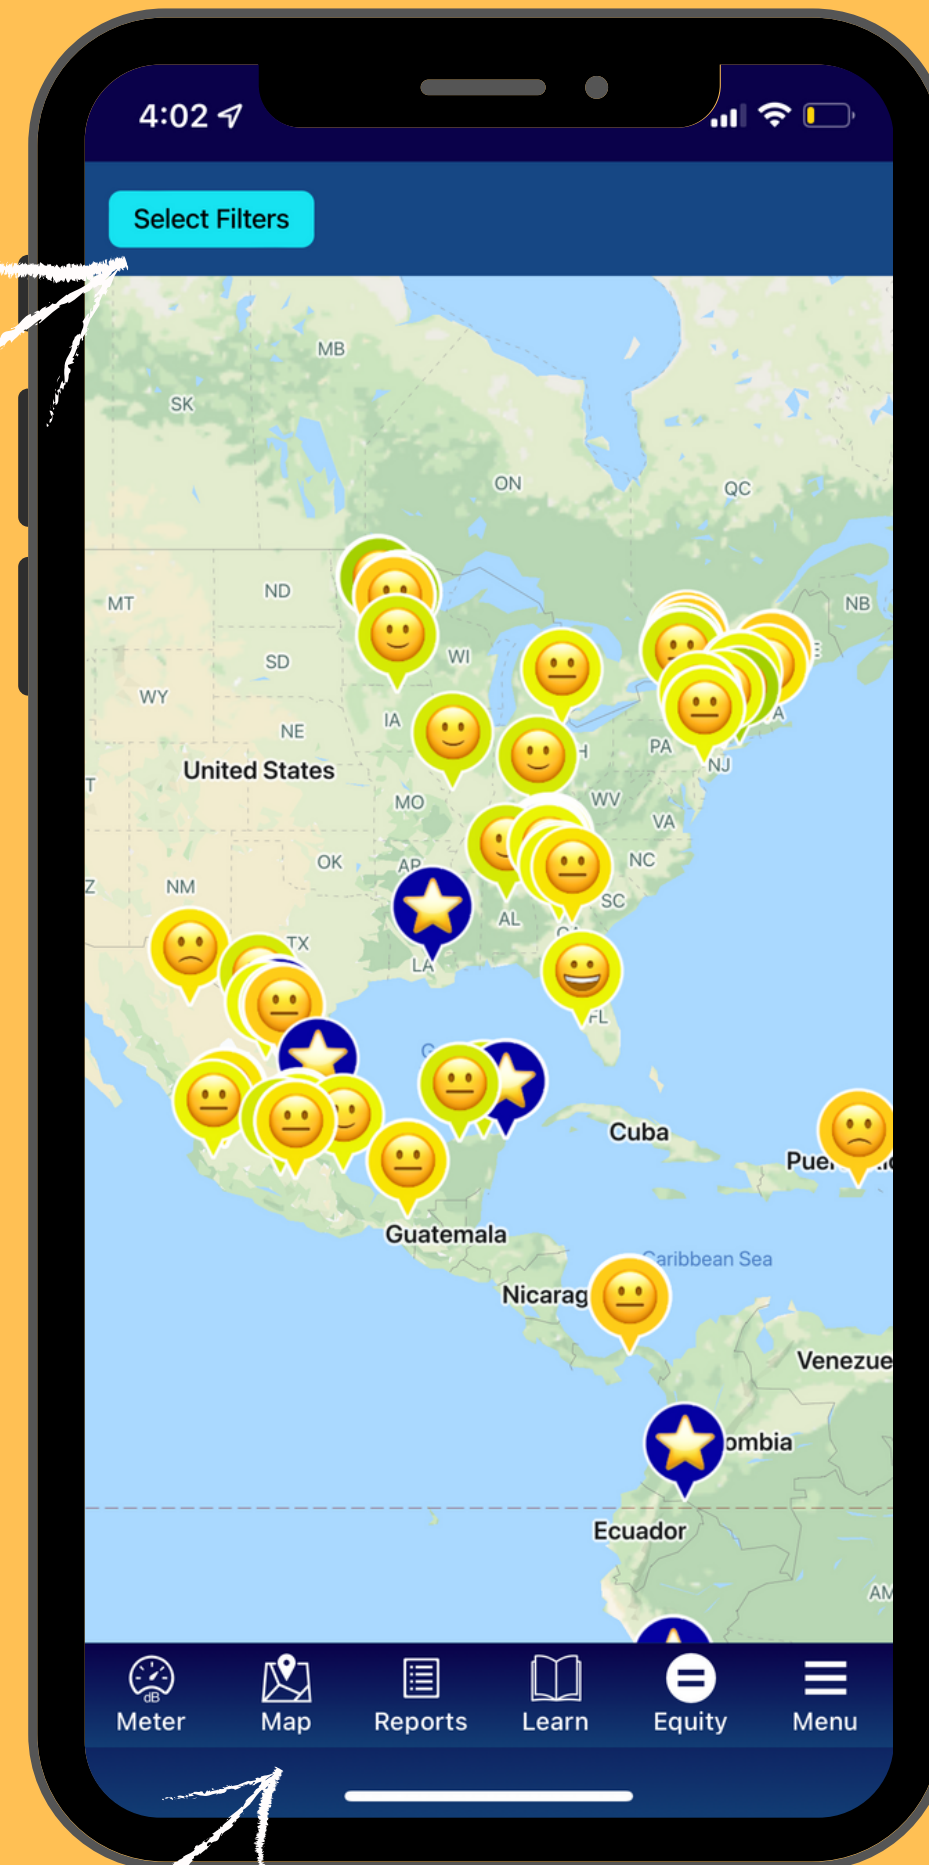 4:02
Select Filters
MB
SK
ON
QC
ND
MT
NB
SD
WI
WY
IA
NE
PA
NJ
United States
MO
WV
VA
OK
NC
AR
NM
SC
AL
TX
LA
FL
Cuba
Guatemala
Caribbean Sea
Nicarag
Venezue
ombia
Ecuador
AM
dB
Meter
Map
Reports
Learn
Equity
Menu